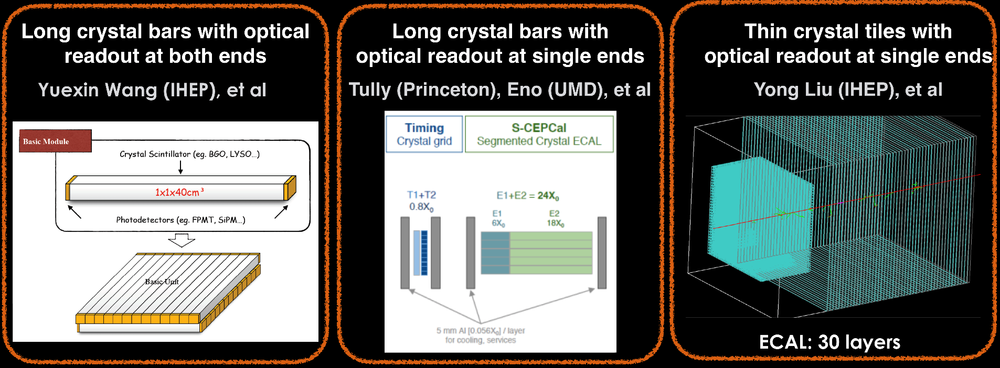 Long crystal bars with optical
readout at both ends
Yuexin Wang (IHEP), et al
Basic Module
Crystal Scintillator (eg. BGO, LYSO...)
1x1x40cm³
Photodetectors (eg. FPMT, SiPM...)
Basic Unit
Long crystal bars with
optical readout at single ends
Tully (Princeton), Eno (UMD), et al
Timing
Crystal grid
S-CEPCal
Segmented Crystal ECAL
T1+T2
0.8X₀
E1+E2 = 24X₀
E1
6X₀
E2
18X₀
5 mm Al [0.056X₀] / layer
for cooling, services
Thin crystal tiles with
optical readout at single ends
Yong Liu (IHEP), et al
ECAL: 30 layers